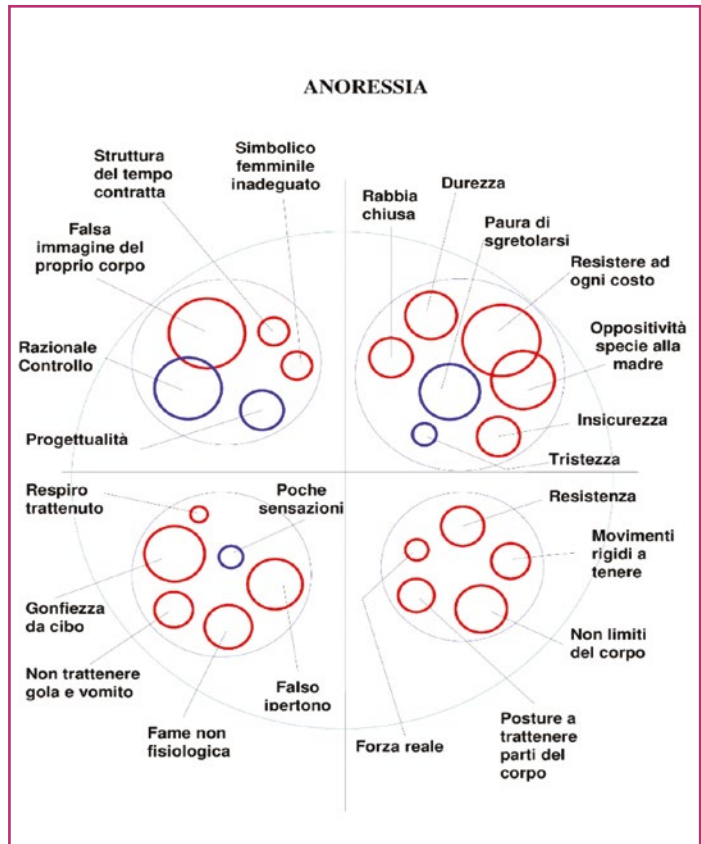 ANORESSIA
Struttura
del tempo
contratta
Simbolico
femminile
inadeguato
Falsa
immagine del
proprio corpo
Razionale
Controllo
Progettualità
Rabbia
chiusa
Durezza
Paura di
sgretolarsi
Resistere ad
ogni costo
Oppositività
specie alla
madre
Insicurezza
Tristezza
Respiro
trattenuto
Poche
sensazioni
Gonfiezza
da cibo
Non trattenere
gola e vomito
Fame non
fisiologica
Falso
ipertono
Resistenza
Movimenti
rigidi a
tenere
Non limiti
del corpo
Posture a
trattenere
parti del
corpo
Forza reale